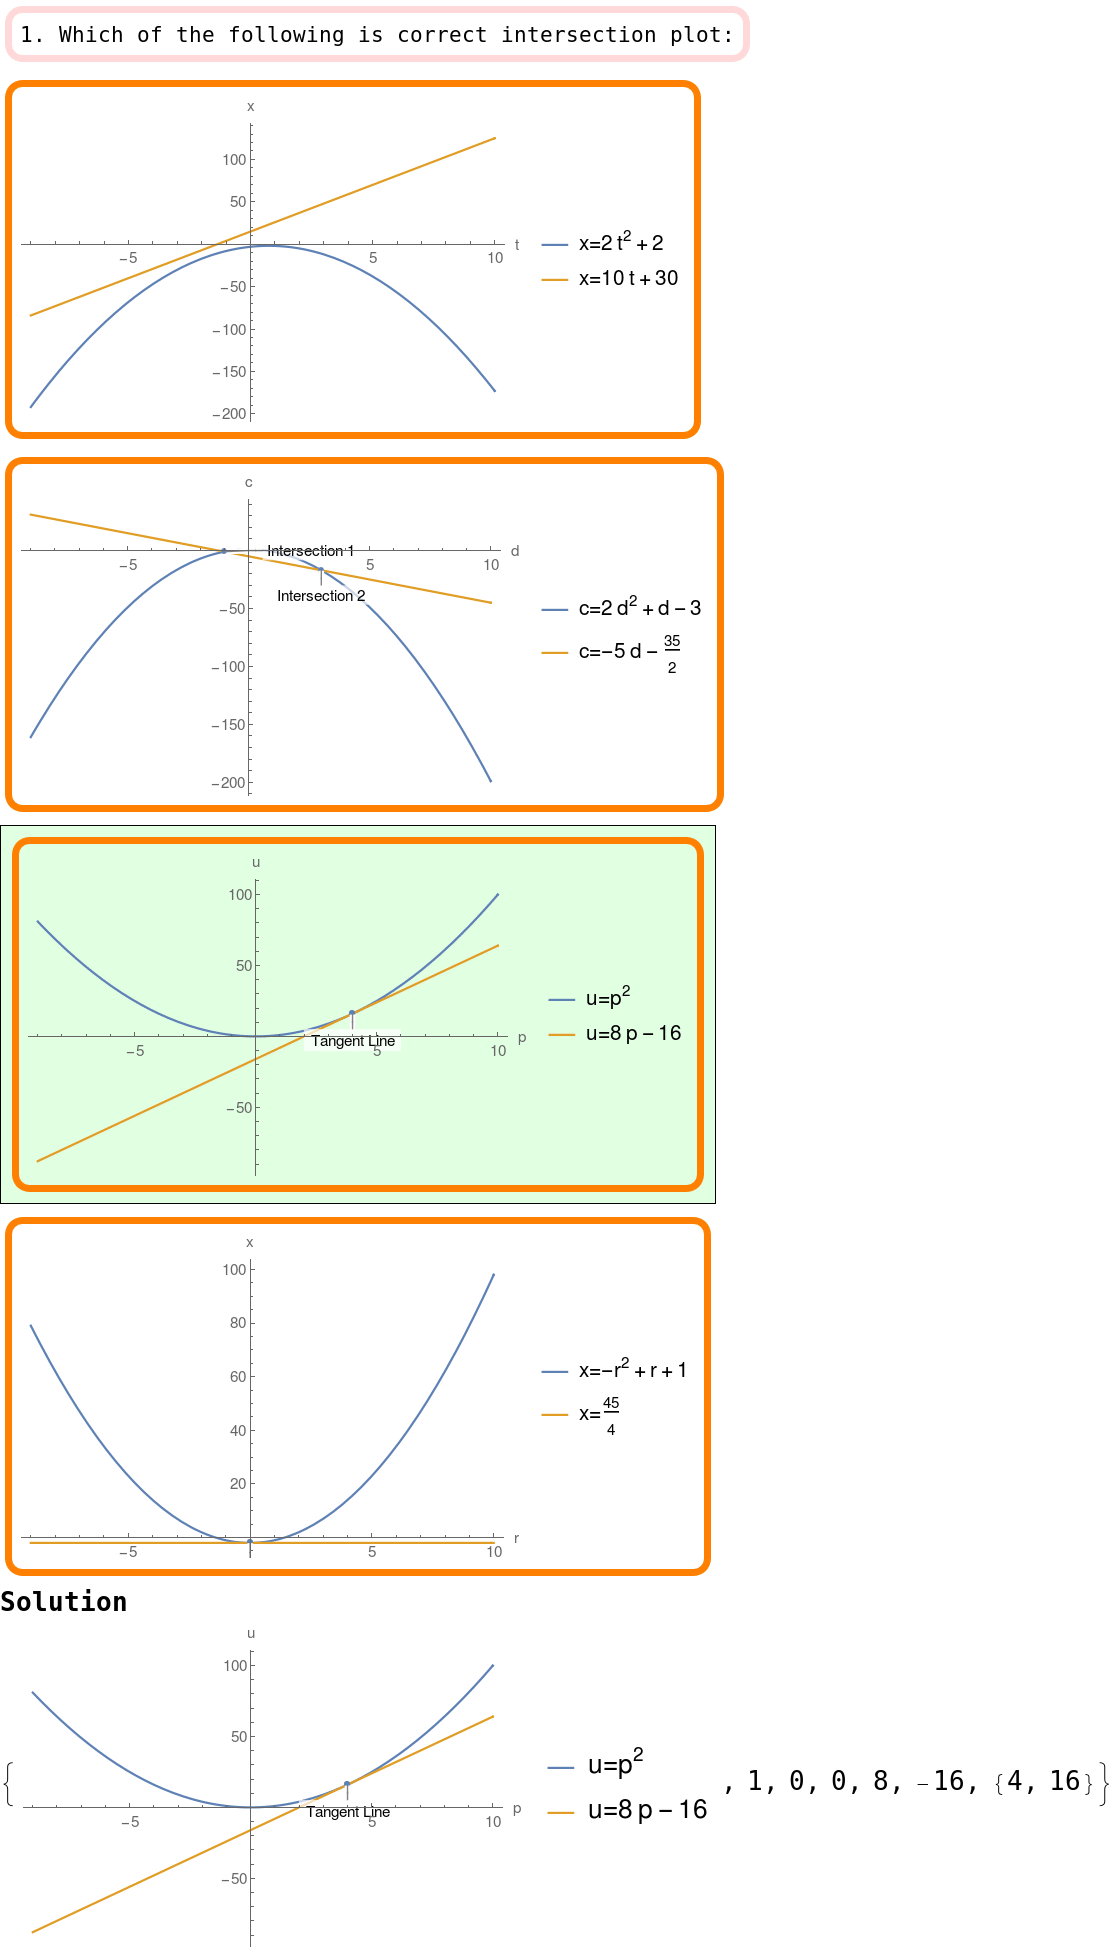 1. Which of the following is correct intersection plot:
x
100
50
-5 5 10 t
-50
-100
-150
-200
x=2 t² + 2
x=10 t + 30
c
Intersection 1
-5 5 10 d
Intersection 2
-50
-100
-150
-200
c=2 d² + d − 3
c=−5 d − 35/2
u
100
50
Tangent Line
-5 5 10 p
-50
u=p²
u=8 p − 16
x
100
80
60
40
20
-5 5 10 r
x=−r² + r + 1
x=45/4
Solution
u
100
50
Tangent Line
-5 5 10 p
-50
u=p²
u=8 p − 16
{ , 1, 0, 0, 8, −16, {4, 16}}